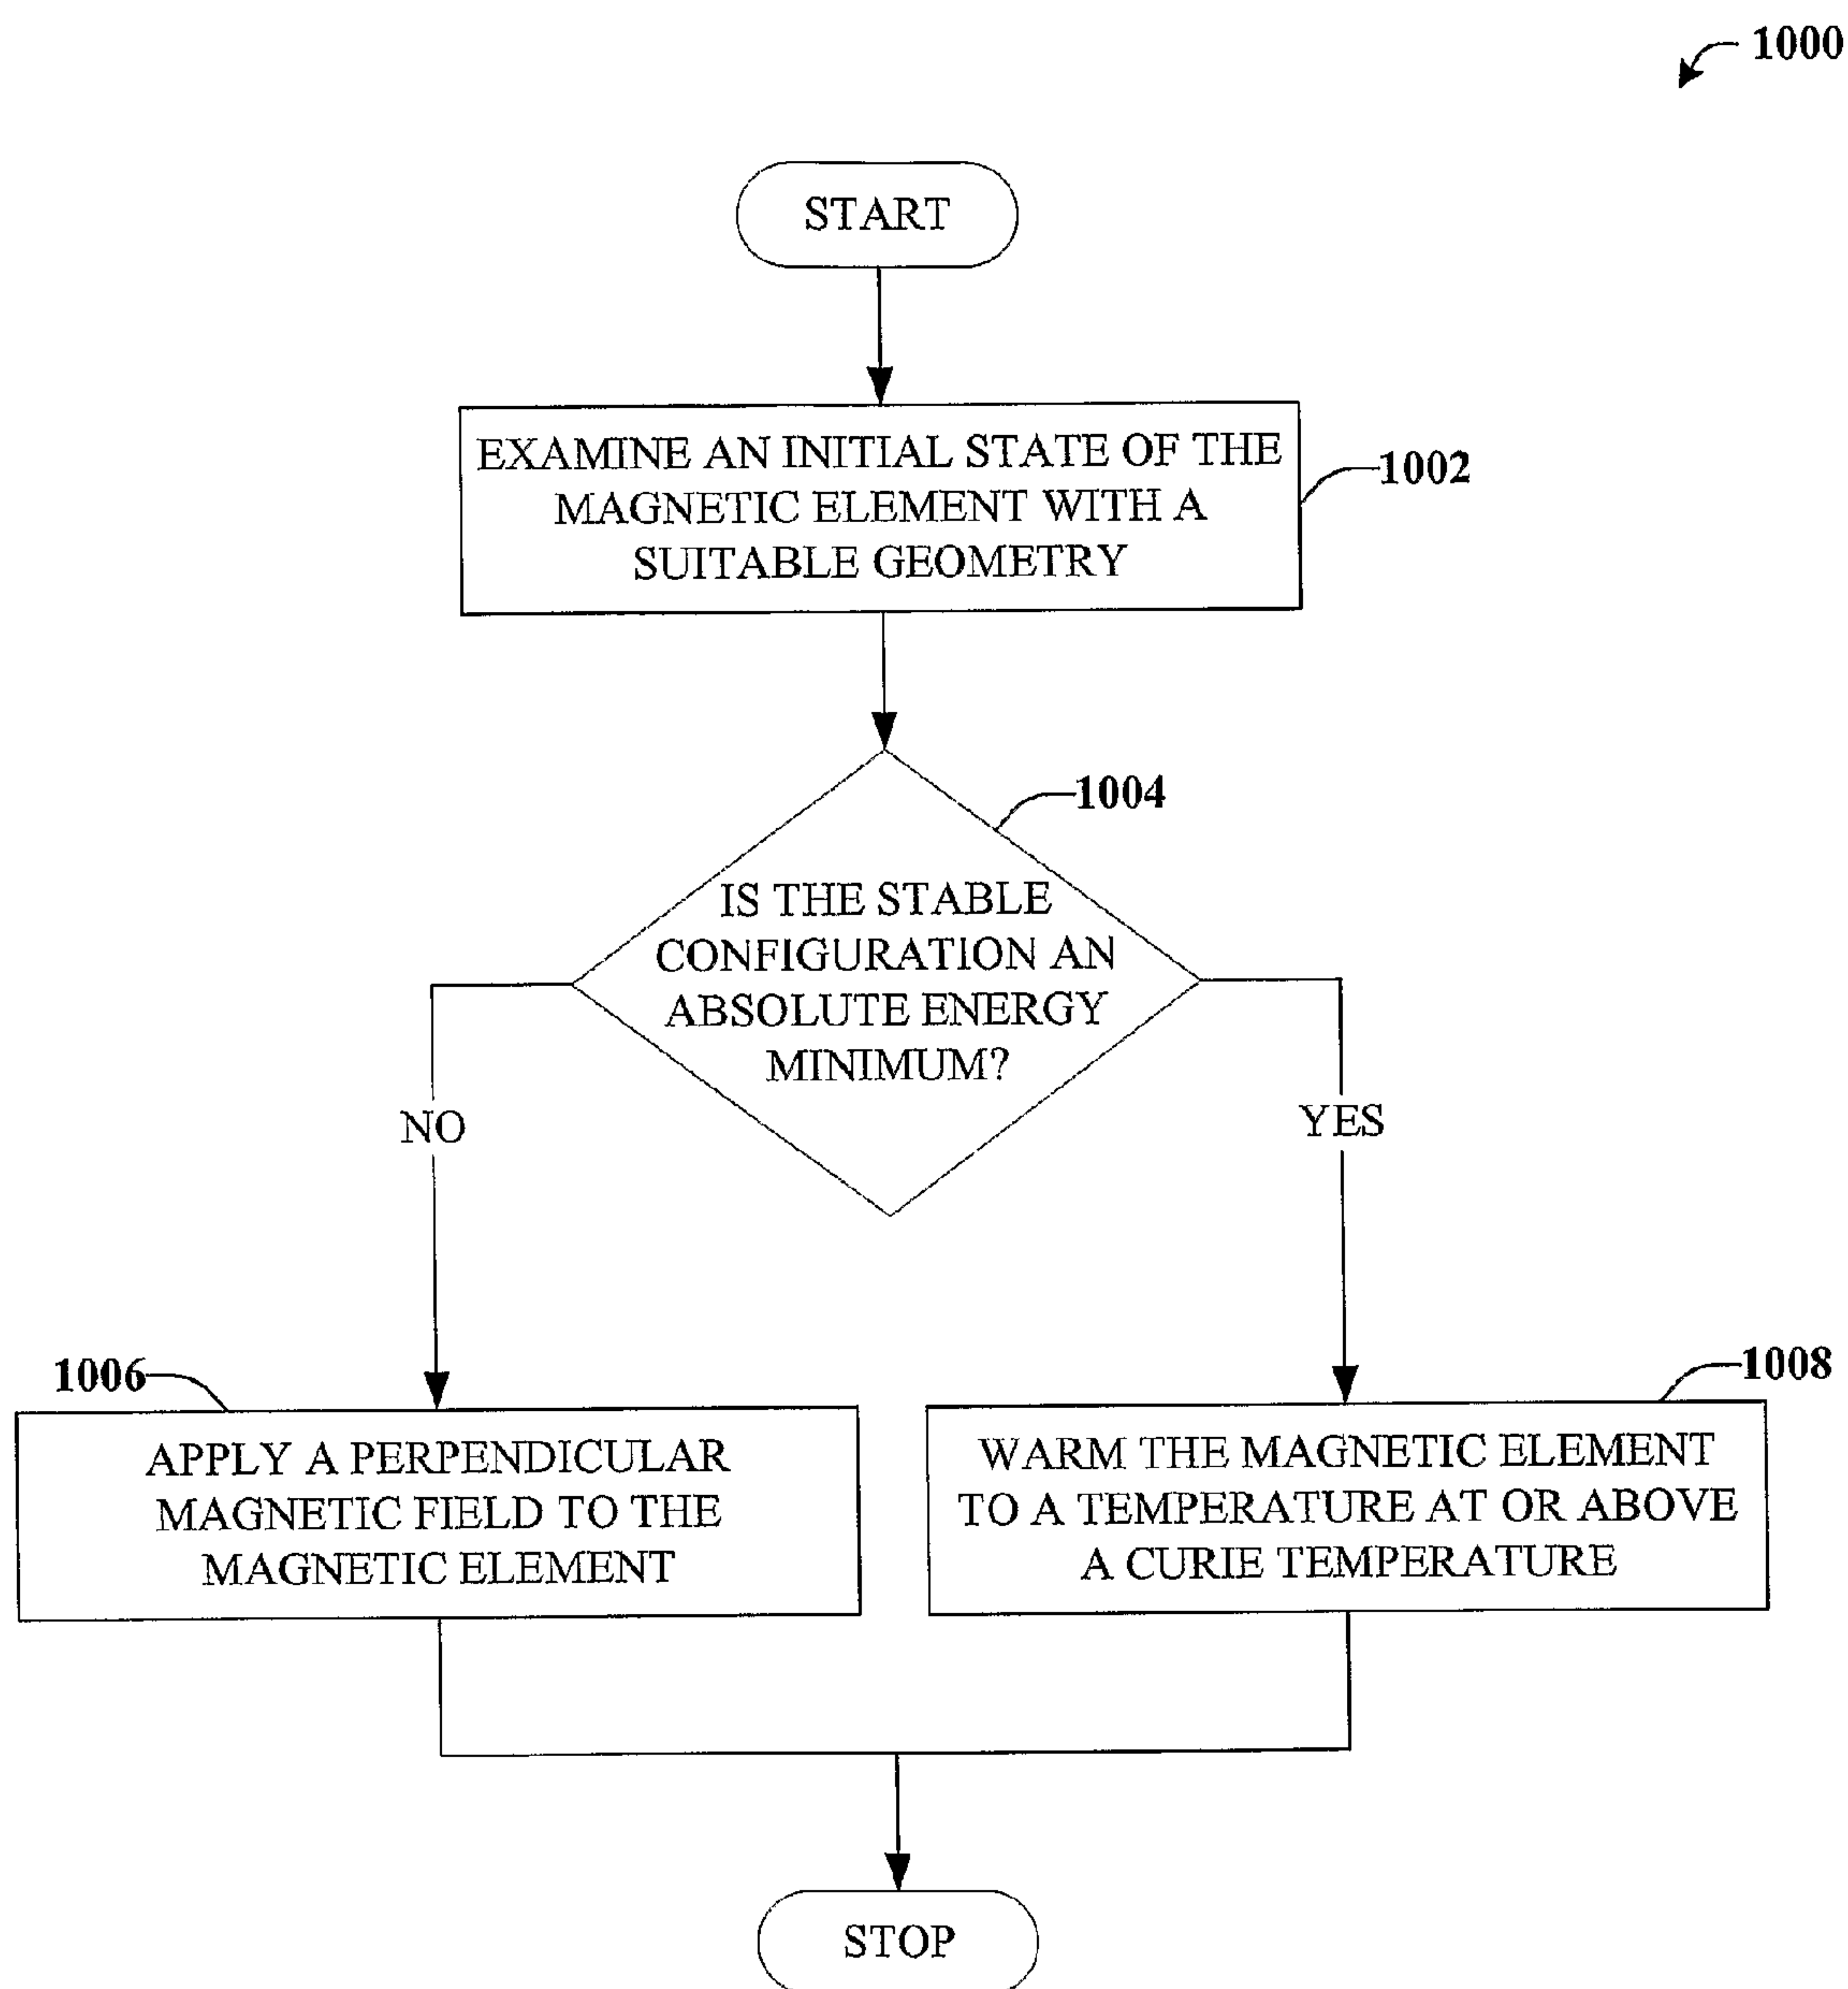 1000
START
EXAMINE AN INITIAL STATE OF THE
MAGNETIC ELEMENT WITH A
SUITABLE GEOMETRY
1002
1004
IS THE STABLE
CONFIGURATION AN
ABSOLUTE ENERGY
MINIMUM?
NO
YES
1006
APPLY A PERPENDICULAR
MAGNETIC FIELD TO THE
MAGNETIC ELEMENT
1008
WARM THE MAGNETIC ELEMENT
TO A TEMPERATURE AT OR ABOVE
A CURIE TEMPERATURE
STOP